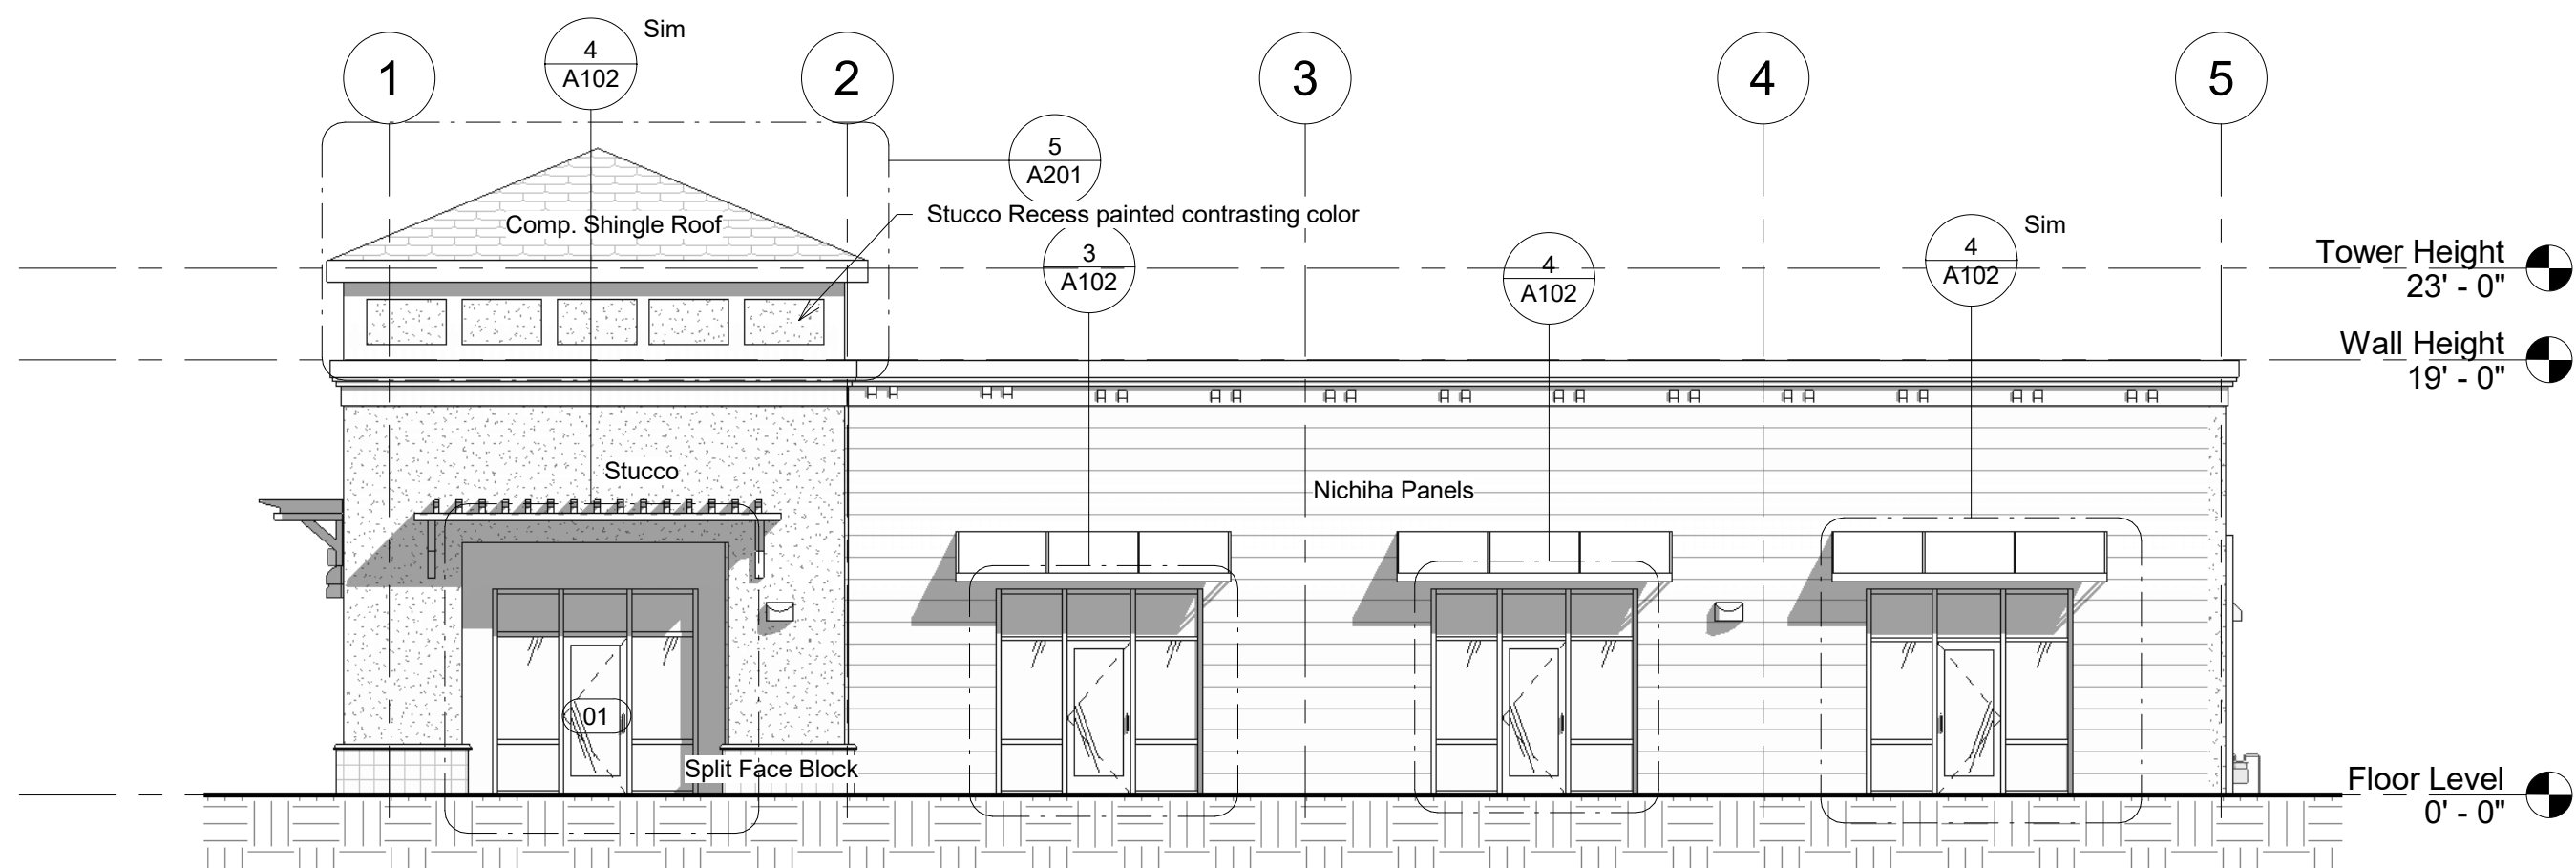 1
4
A102
Sim
2
3
4
5
5
A201
Comp. Shingle Roof
Stucco Recess painted contrasting color
3
A102
4
A102
4
A102
Sim
Tower Height
23' - 0"
Wall Height
19' - 0"
Stucco
Nichiha Panels
01
Split Face Block
Floor Level
0' - 0"